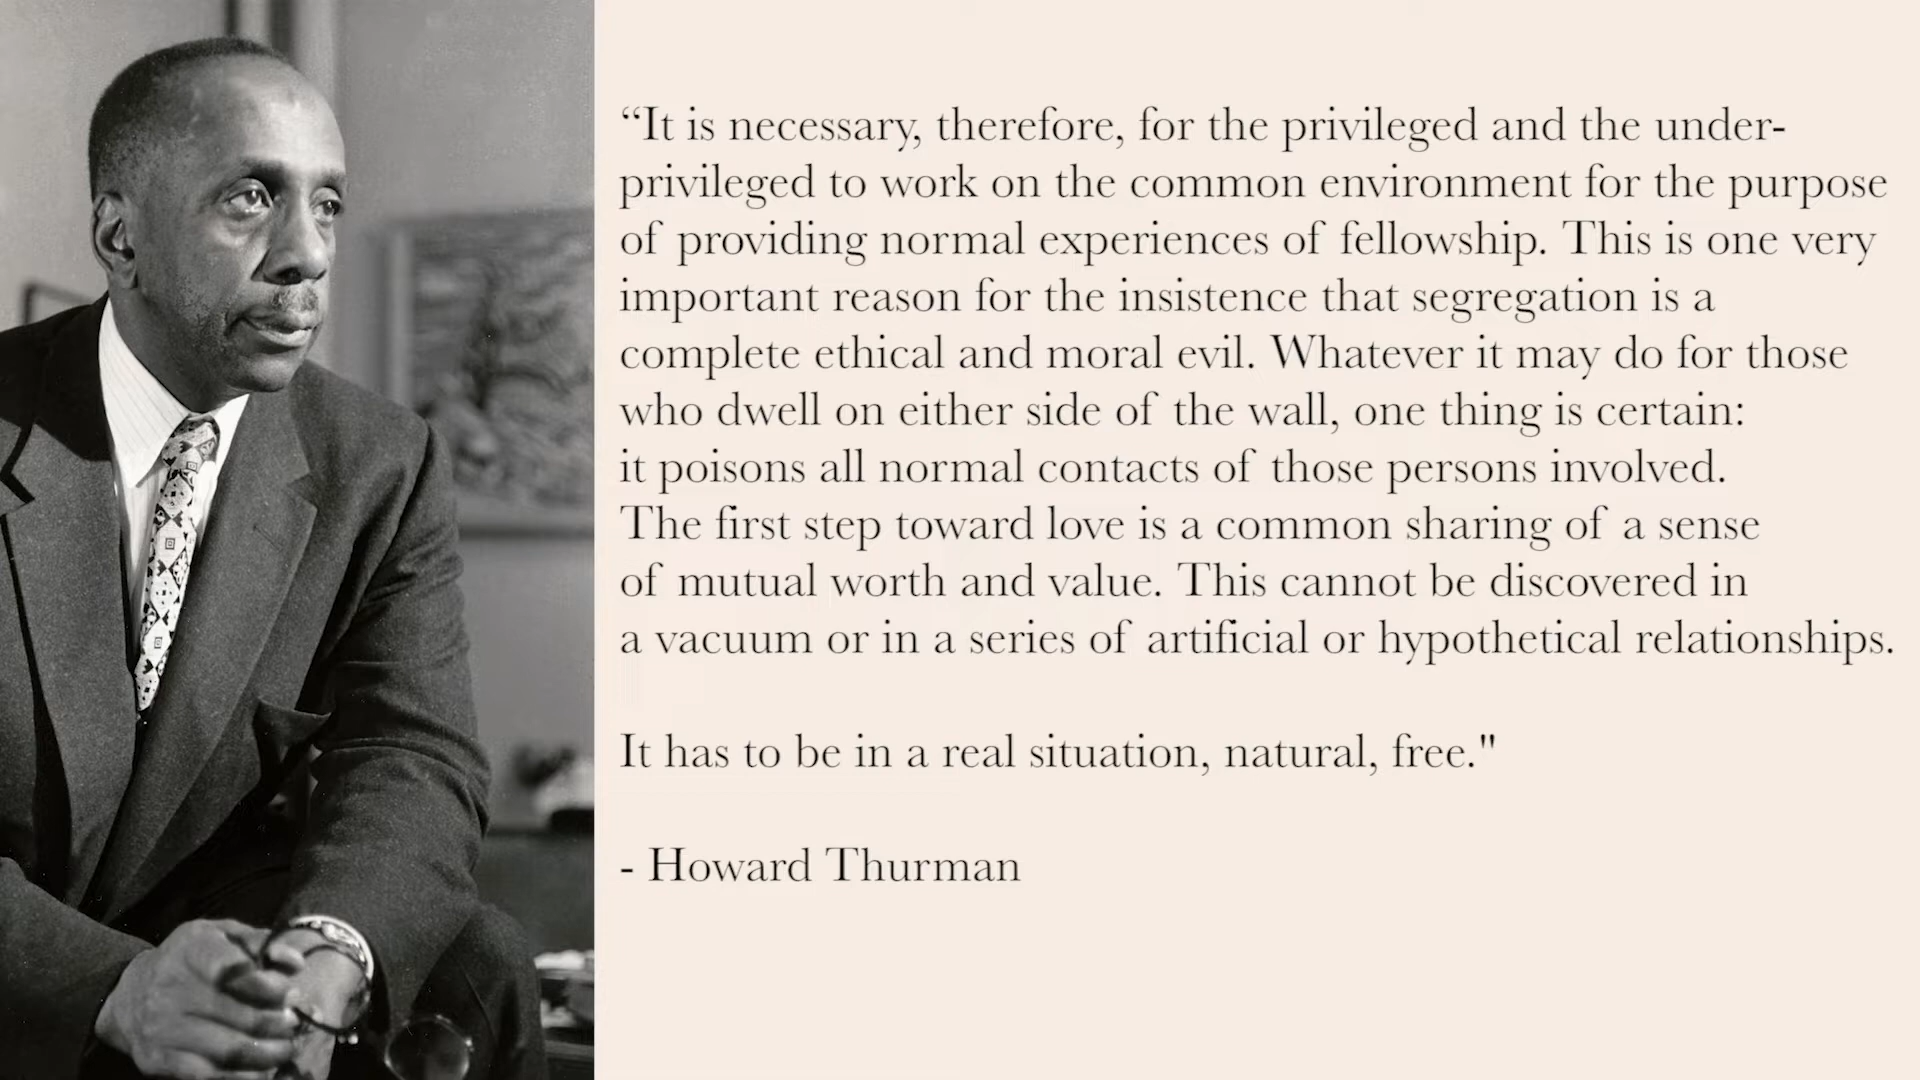 “It is necessary, therefore, for the privileged and the under-
privileged to work on the common environment for the purpose
of providing normal experiences of fellowship. This is one very
important reason for the insistence that segregation is a
complete ethical and moral evil. Whatever it may do for those
who dwell on either side of the wall, one thing is certain:
it poisons all normal contacts of those persons involved.
The first step toward love is a common sharing of a sense
of mutual worth and value. This cannot be discovered in
a vacuum or in a series of artificial or hypothetical relationships.
It has to be in a real situation, natural, free."
- Howard Thurman